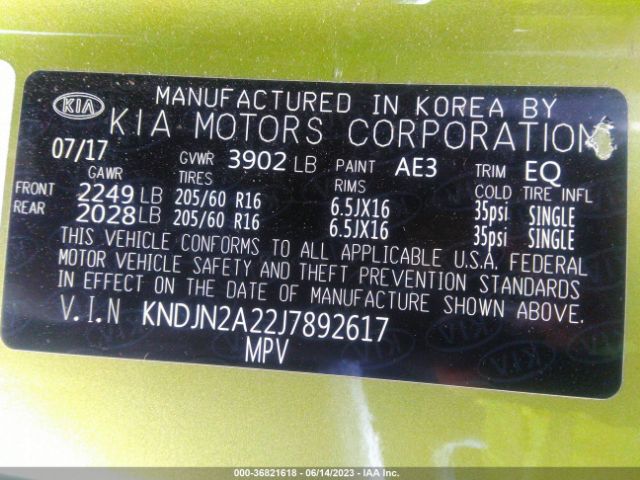 KIA MANUFACTURED IN KOREA BY
KIA MOTORS CORPORATION
07/17 GVWR 3902 LB PAINT AE3 TRIM EQ
GAWR TIRES RIMS COLD TIRE INFL
FRONT 2249 LB 205/60 R16 6.5JX16 35psi SINGLE
REAR 2028 LB 205/60 R16 6.5JX16 35psi SINGLE
THIS VEHICLE CONFORMS TO ALL APPLICABLE U.S.A. FEDERAL
MOTOR VEHICLE SAFETY AND THEFT PREVENTION STANDARDS
IN EFFECT ON THE DATE OF MANUFACTURE SHOWN ABOVE.
V.I.N KNDJN2A22J7892617
MPV
000-36821618 - 06/14/2023 - IAA Inc.